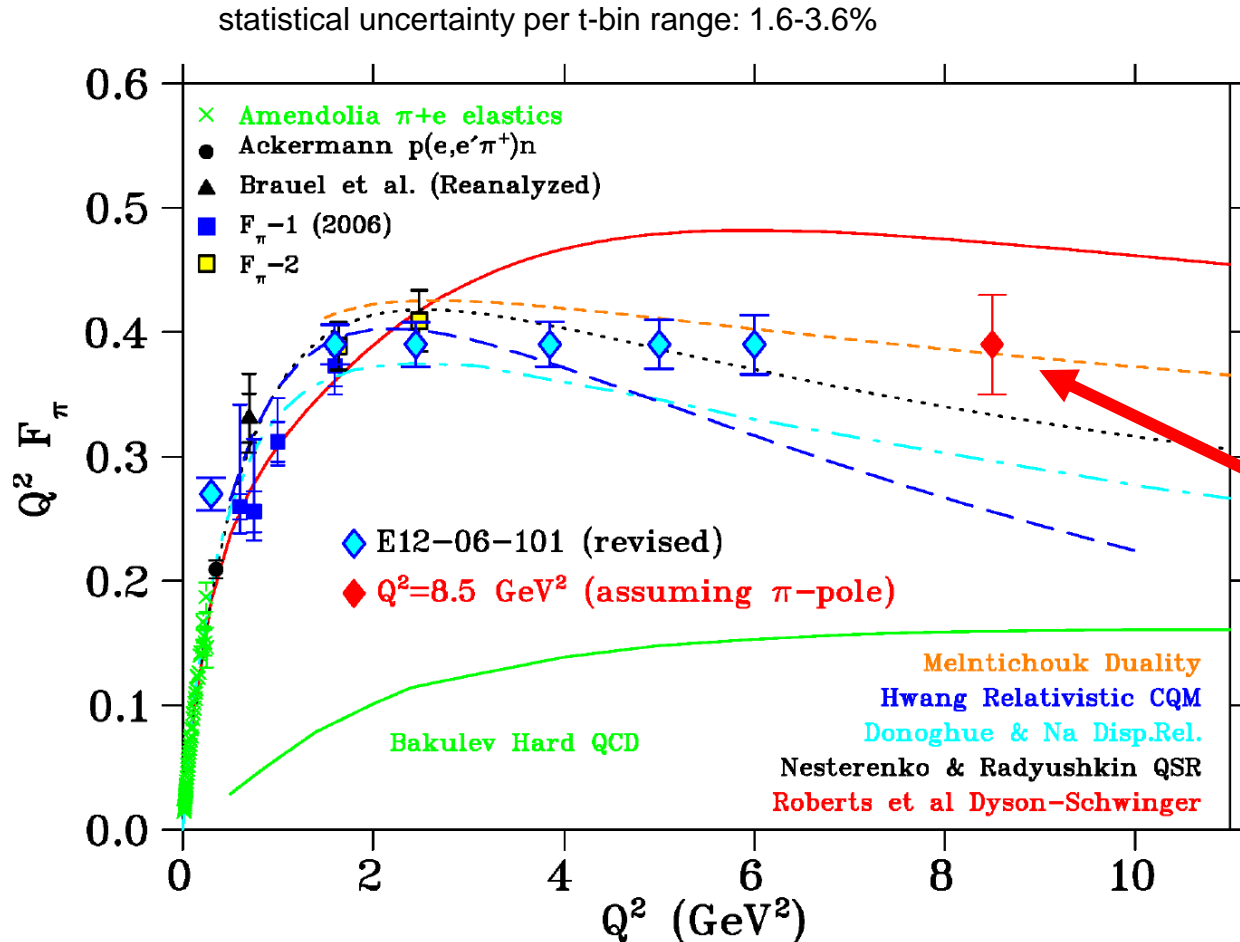 statistical uncertainty per t-bin range: 1.6-3.6%
0.6
0.5
0.4
0.3
0.2
0.1
0.0
Q² F_π
Amendolia π+e elastics
Ackermann p(e,e′π⁺)n
Brauel et al. (Reanalyzed)
F_π-1 (2006)
F_π-2
E12-06-101 (revised)
Q²=8.5 GeV² (assuming π-pole)
Bakulev Hard QCD
Melntichouk Duality
Hwang Relativistic CQM
Donoghue & Na Disp.Rel.
Nesterenko & Radyushkin QSR
Roberts et al Dyson-Schwinger
0 2 4 6 8 10
Q² (GeV²)